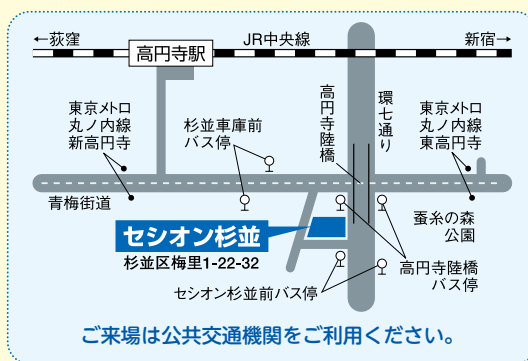 ←荻窪
JR中央線
新宿→
高円寺駅
高円寺陸橋
環七通り
東京メトロ
丸ノ内線
新高円寺
杉並車庫前
バス停
東京メトロ
丸ノ内線
東高円寺
青梅街道
蚕糸の森
公園
セシオン杉並
杉並区梅里1-22-32
高円寺陸橋
バス停
セシオン杉並前バス停
ご来場は公共交通機関をご利用ください。